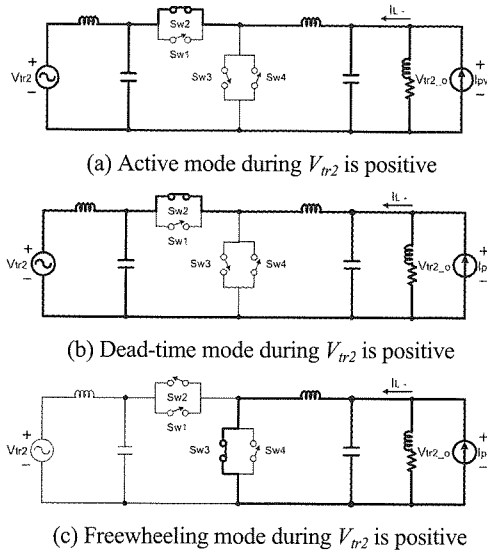 IL
+
Sw2
Sw1
Vtr2
Sw3
Sw4
Vtr2_o
+
Ipv
−
−
(a) Active mode during Vtr2 is positive
IL
+
Sw2
Sw1
Vtr2
Sw3
Sw4
Vtr2_o
+
Ip
−
−
(b) Dead-time mode during Vtr2 is positive
IL
+
Sw2
Sw1
Vtr2
Sw3
Sw4
Vtr2_o
+
Ip
−
−
(c) Freewheeling mode during Vtr2 is positive